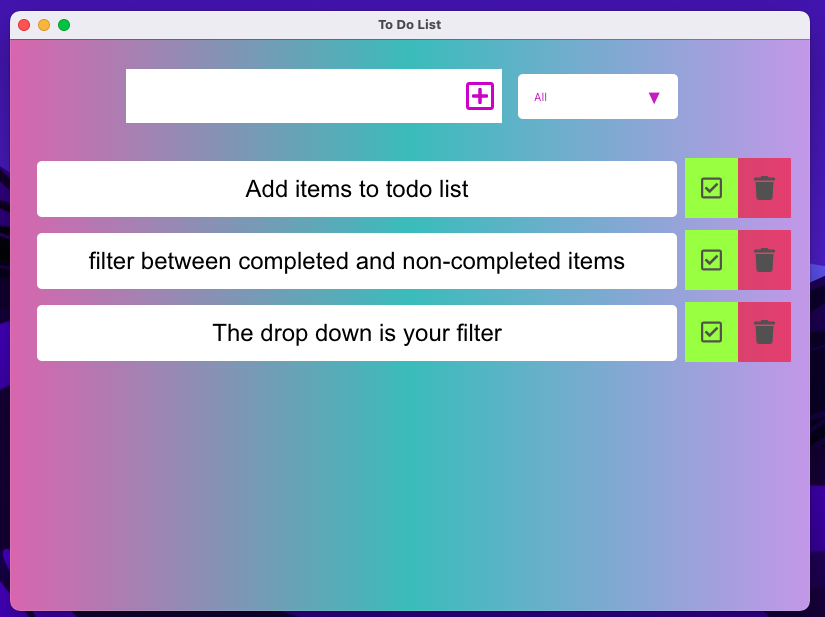 To Do List
All
Add items to todo list
filter between completed and non-completed items
The drop down is your filter